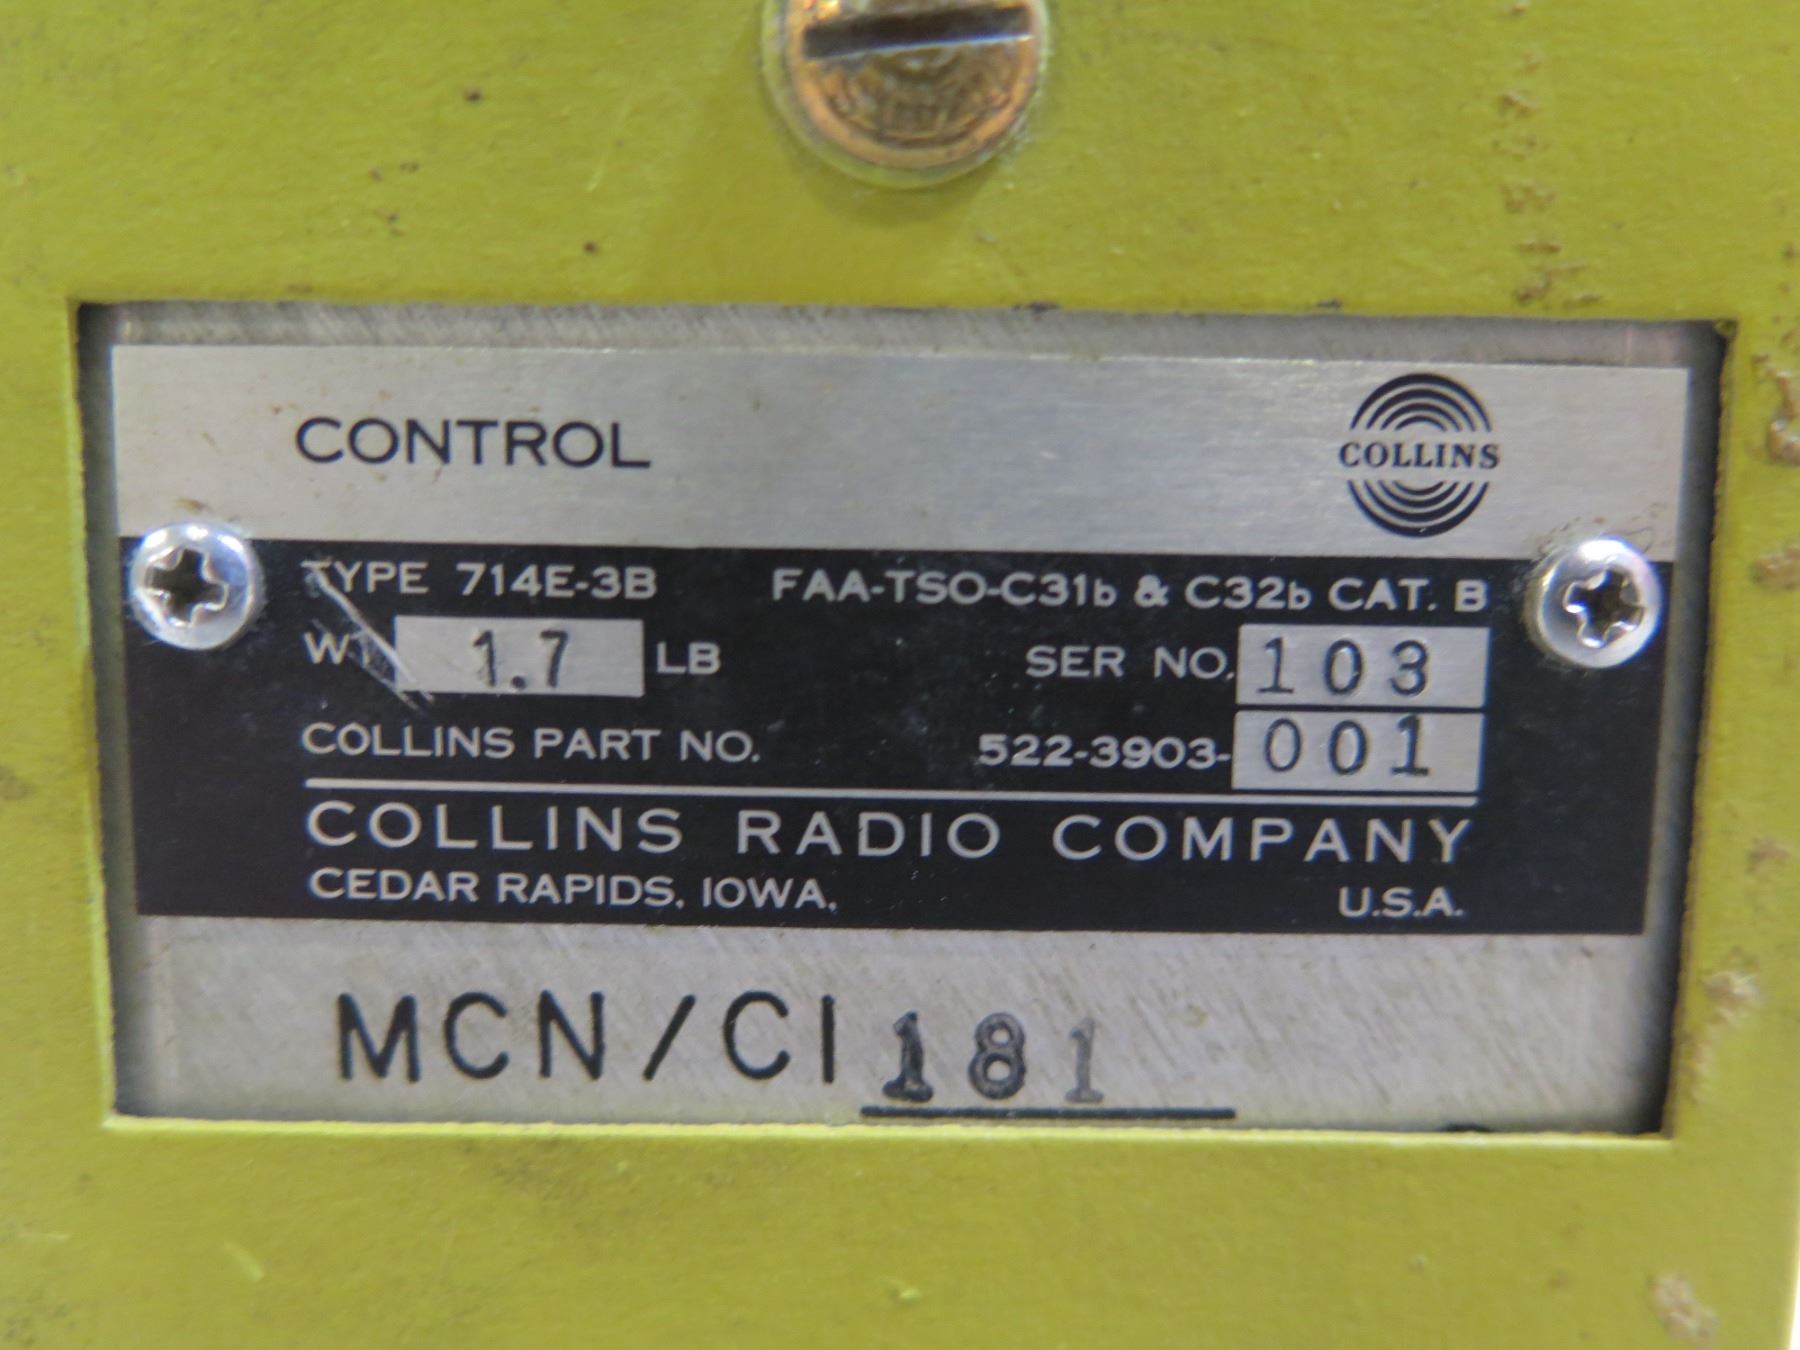 CONTROL
COLLINS
TYPE 714E-3B FAA-TSO-C31b & C32b CAT. B
WT 1.7 LB SER NO. 103
COLLINS PART NO. 522-3903-001
COLLINS RADIO COMPANY
CEDAR RAPIDS, IOWA, U.S.A.
MCN/CI 181